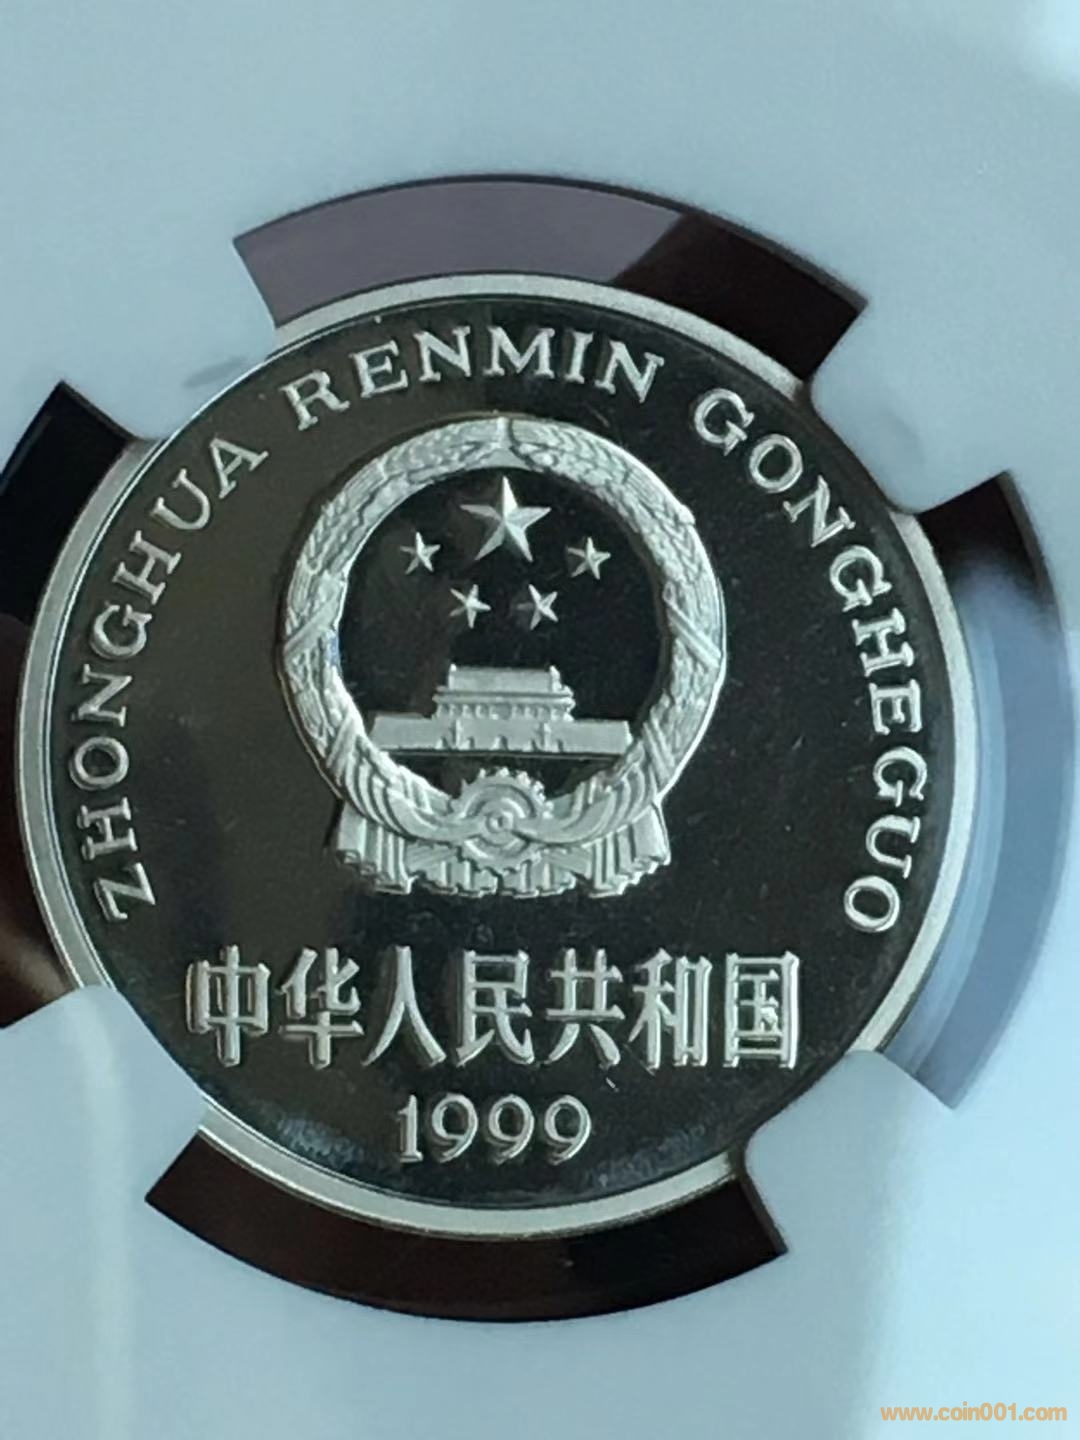 ZHONGHUA RENMIN GONGHEGUO
中华人民共和国
1999
www.coin001.com